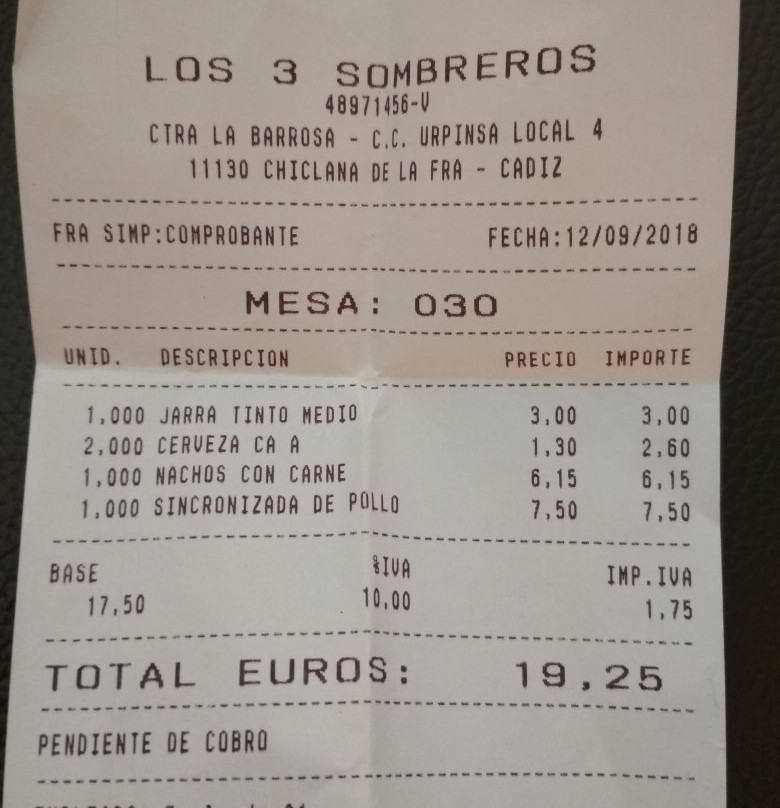 LOS 3 SOMBREROS
48971456-V
CTRA LA BARROSA - C.C. URPINSA LOCAL 4
11130 CHICLANA DE LA FRA - CADIZ
FRA SIMP:COMPROBANTE FECHA:12/09/2018
MESA: 030
UNID. DESCRIPCION PRECIO IMPORTE
1,000 JARRA TINTO MEDIO 3,00 3,00
2,000 CERVEZA CA A 1,30 2,60
1,000 NACHOS CON CARNE 6,15 6,15
1,000 SINCRONIZADA DE POLLO 7,50 7,50
BASE %IVA IMP.IVA
17,50 10,00 1,75
TOTAL EUROS: 19,25
PENDIENTE DE COBRO